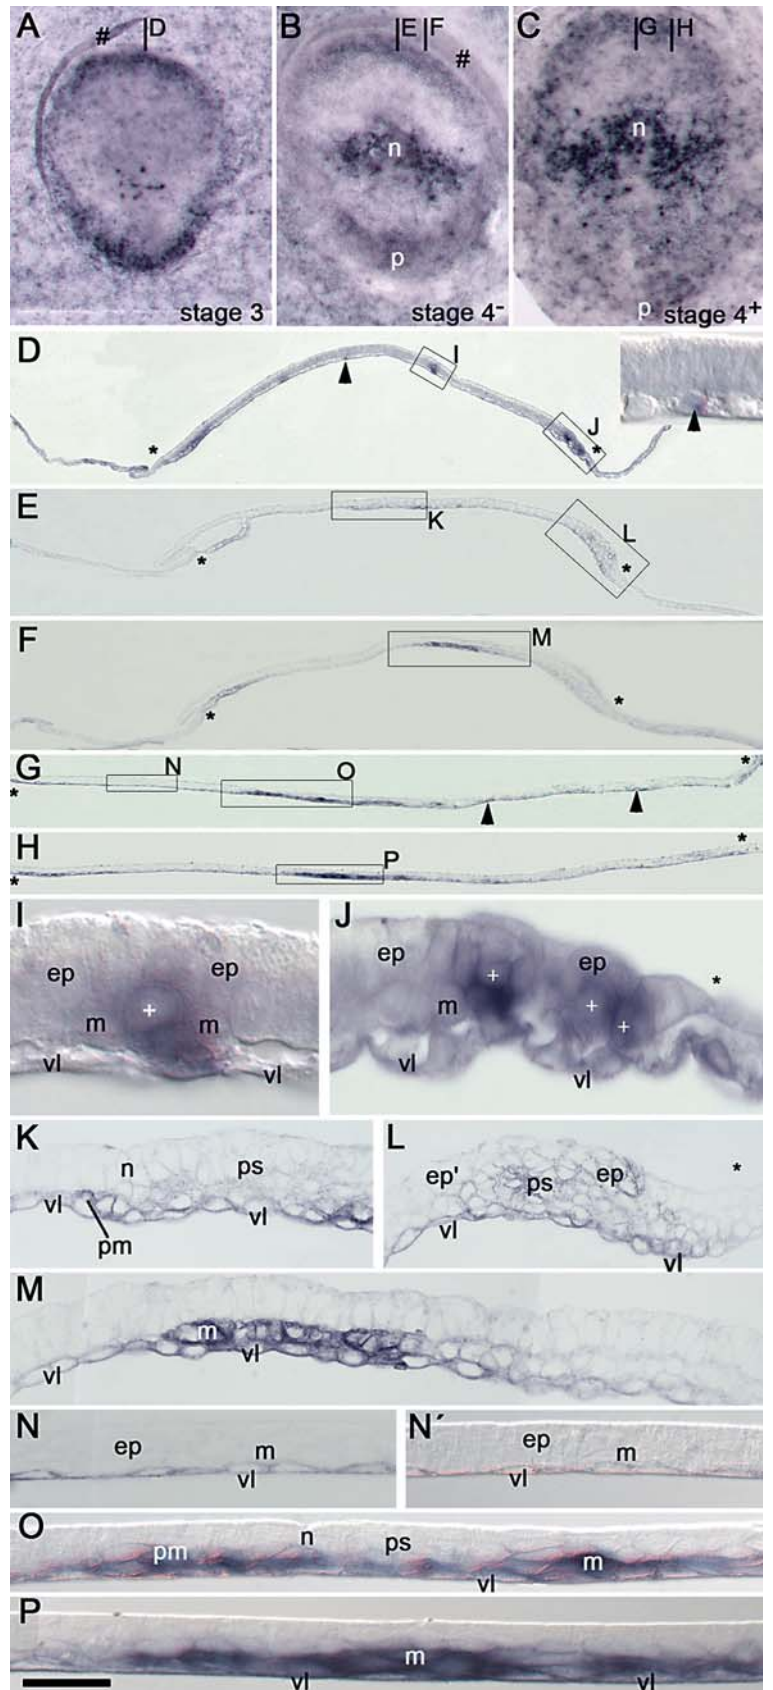 A # D B E F # C G H
n n
p
stage 3 stage 4- p stage 4+
D * I J *
E K L * *
F M * *
G N O * *
H P * *
I ep ep + m m vl vl
J ep ep + + + m vl vl *
K n ps vl vl pm
L ep' ps ep vl vl *
M m vl
N ep m vl
N´ ep m vl
O n pm ps m vl
P m vl vl